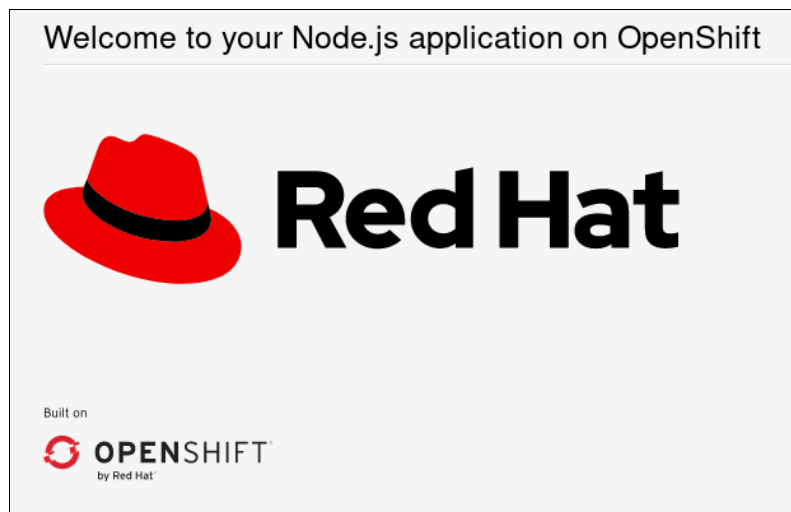 Welcome to your Node.js application on OpenShift
Red Hat
Built on
OPENSHIFT
by Red Hat